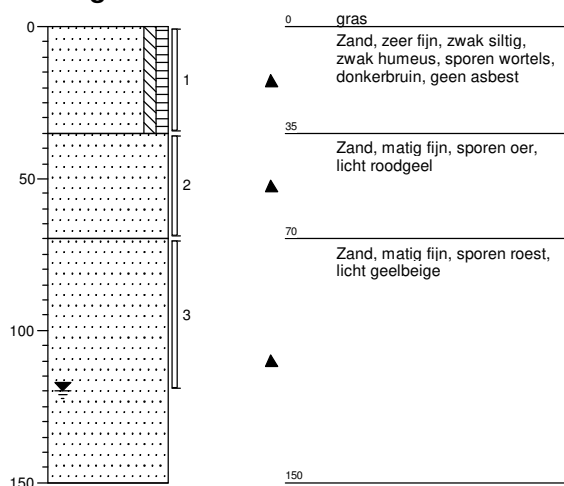 0
50
100
150
1
2
3
0 gras
Zand, zeer fijn, zwak siltig,
zwak humeus, sporen wortels,
donkerbruin, geen asbest
35
Zand, matig fijn, sporen oer,
licht roodgeel
70
Zand, matig fijn, sporen roest,
licht geelbeige
150